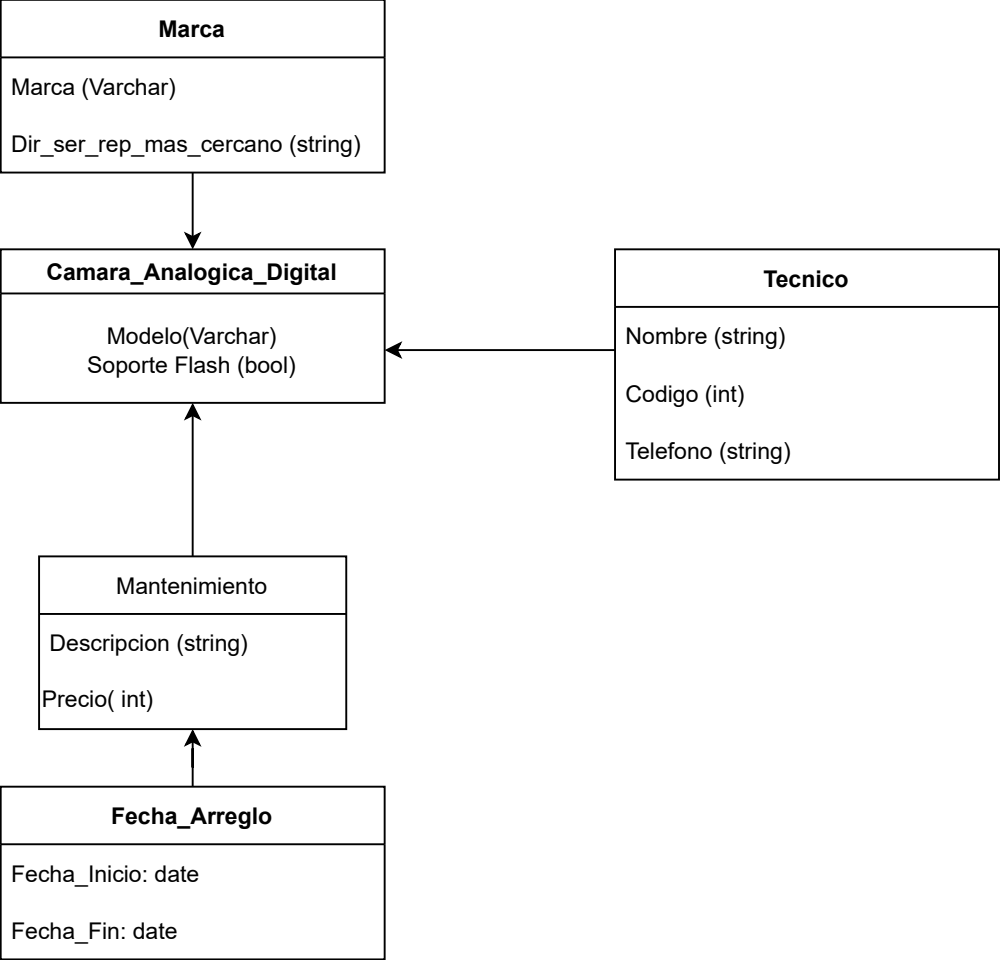 Marca
Marca (Varchar)
Dir_ser_rep_mas_cercano (string)
Camara_Analogica_Digital
Modelo(Varchar)
Soporte Flash (bool)
Tecnico
Nombre (string)
Codigo (int)
Telefono (string)
Mantenimiento
Descripcion (string)
Precio( int)
Fecha_Arreglo
Fecha_Inicio: date
Fecha_Fin: date